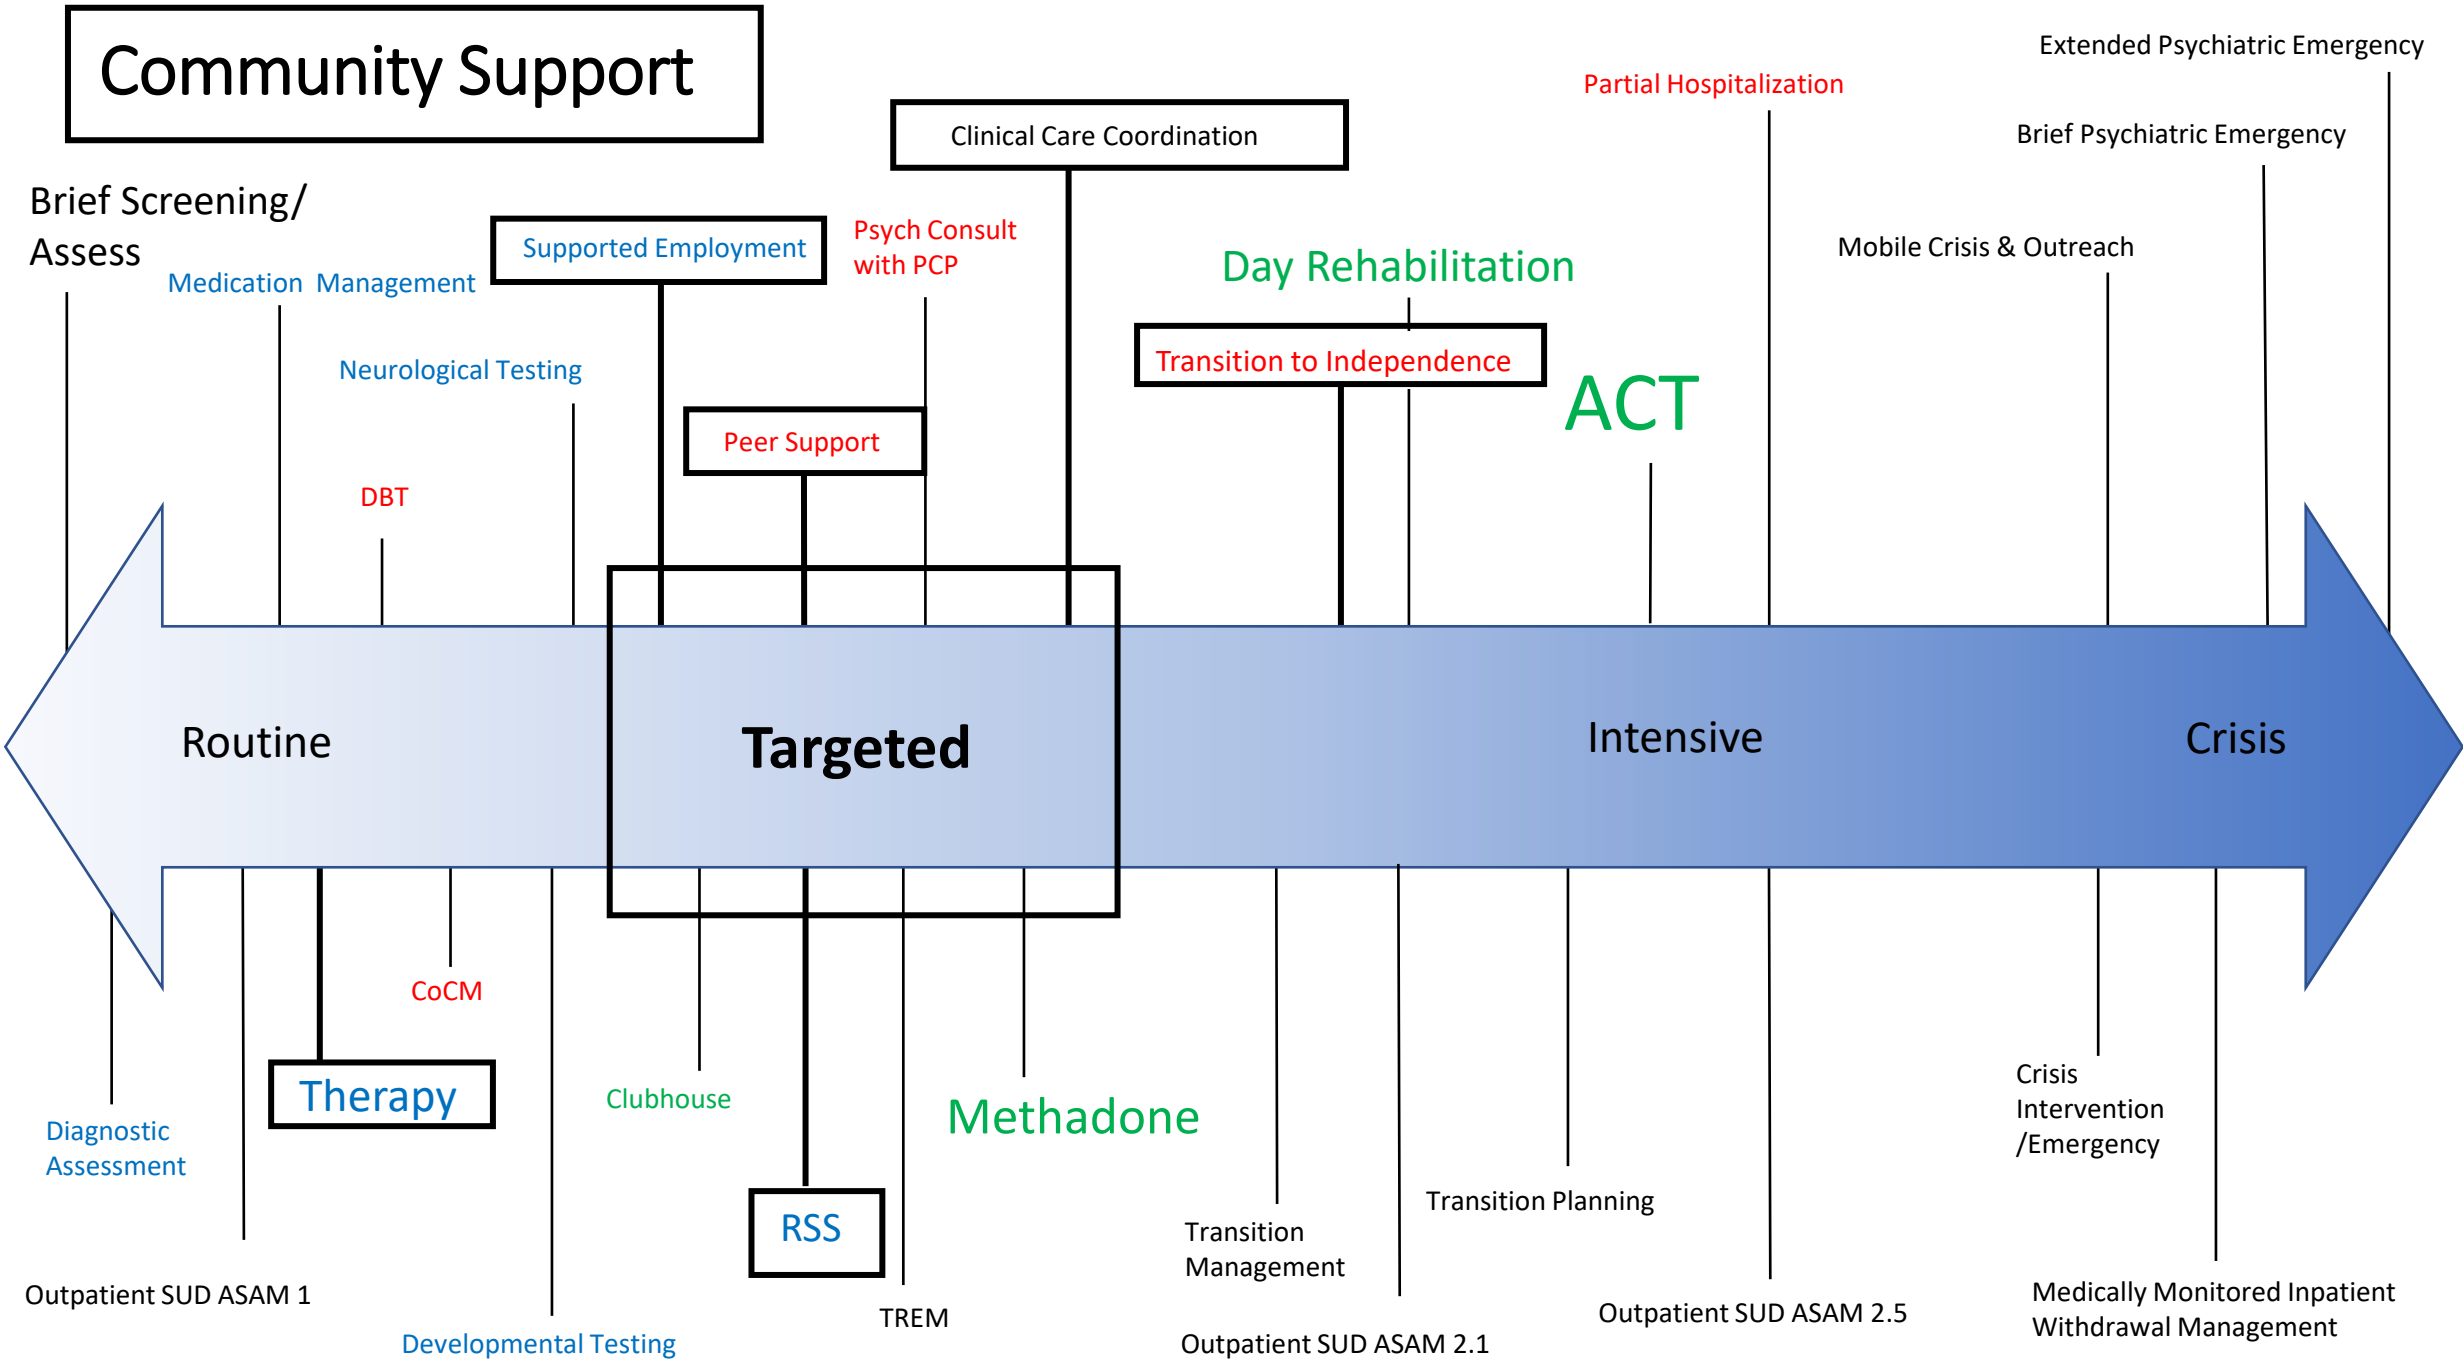 Community Support
Extended Psychiatric Emergency
Partial Hospitalization
Clinical Care Coordination
Brief Psychiatric Emergency
Brief Screening/
Assess
Supported Employment
Psych Consult
with PCP
Mobile Crisis & Outreach
Medication Management
Day Rehabilitation
Neurological Testing
Transition to Independence
ACT
Peer Support
DBT
Routine
Targeted
Intensive
Crisis
CoCM
Therapy
Clubhouse
Methadone
Crisis
Intervention
/Emergency
Diagnostic
Assessment
RSS
Transition Planning
Transition
Management
Outpatient SUD ASAM 1
TREM
Outpatient SUD ASAM 2.5
Medically Monitored Inpatient
Withdrawal Management
Developmental Testing
Outpatient SUD ASAM 2.1